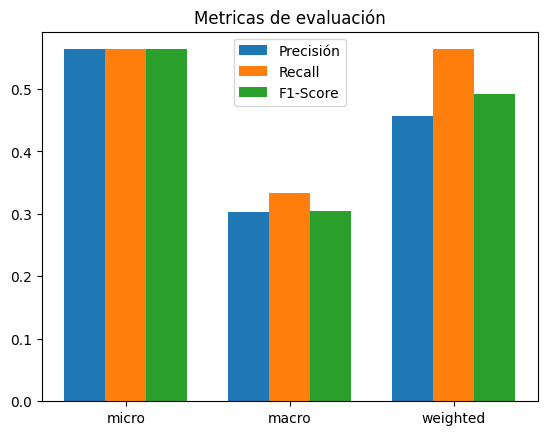 Metricas de evaluación
Precisión
Recall
F1-Score
0.5
0.4
0.3
0.2
0.1
0.0
micro
macro
weighted